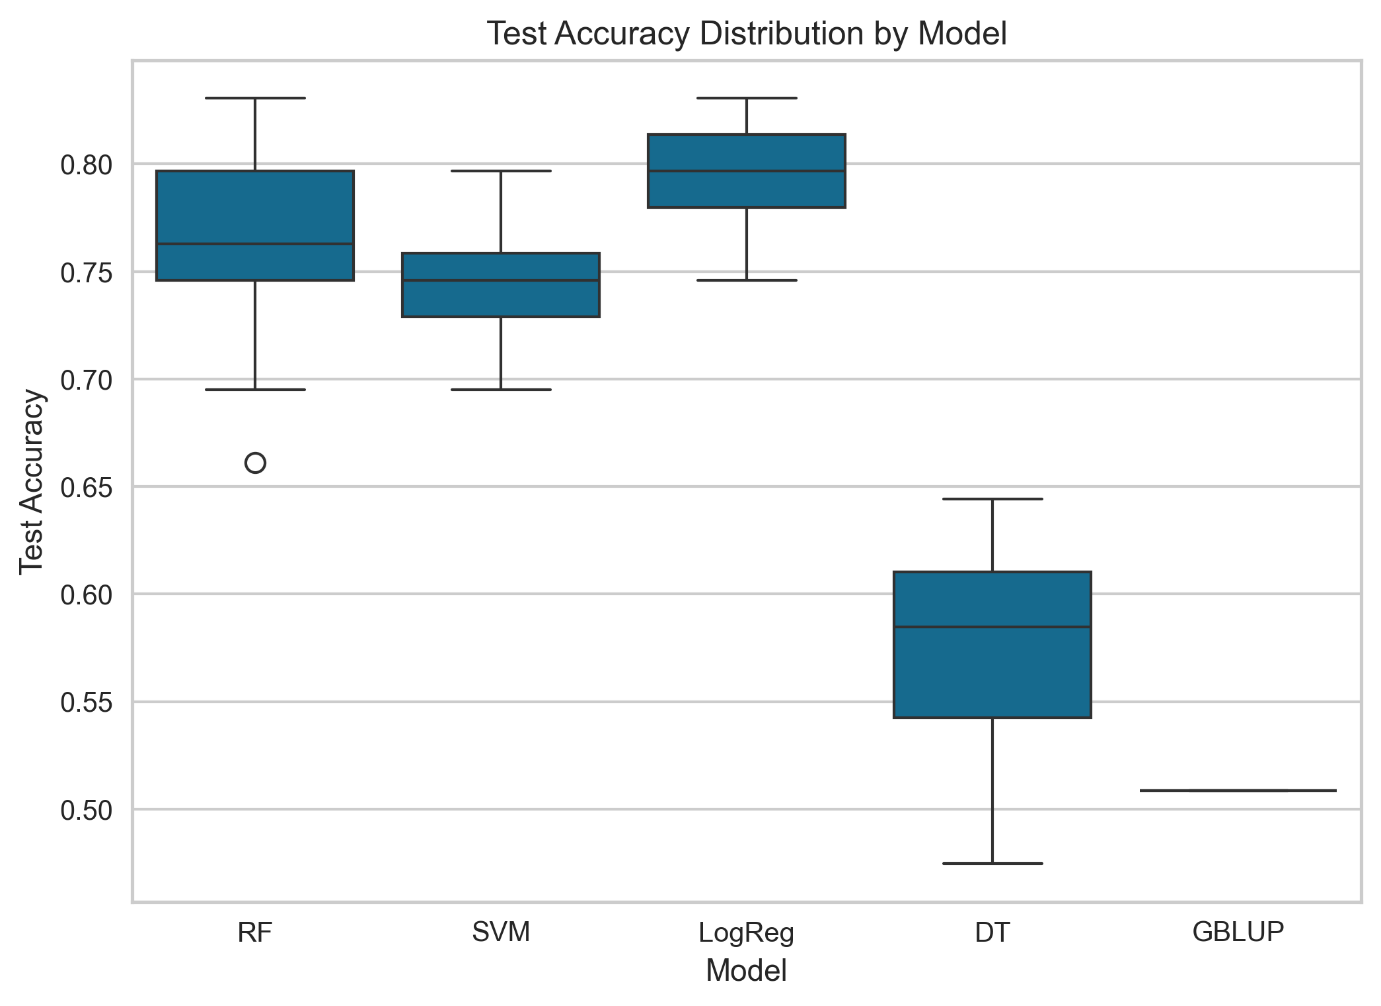 Test Accuracy Distribution by Model
Test Accuracy
0.80
0.75
0.70
0.65
0.60
0.55
0.50
RF SVM LogReg DT GBLUP
Model